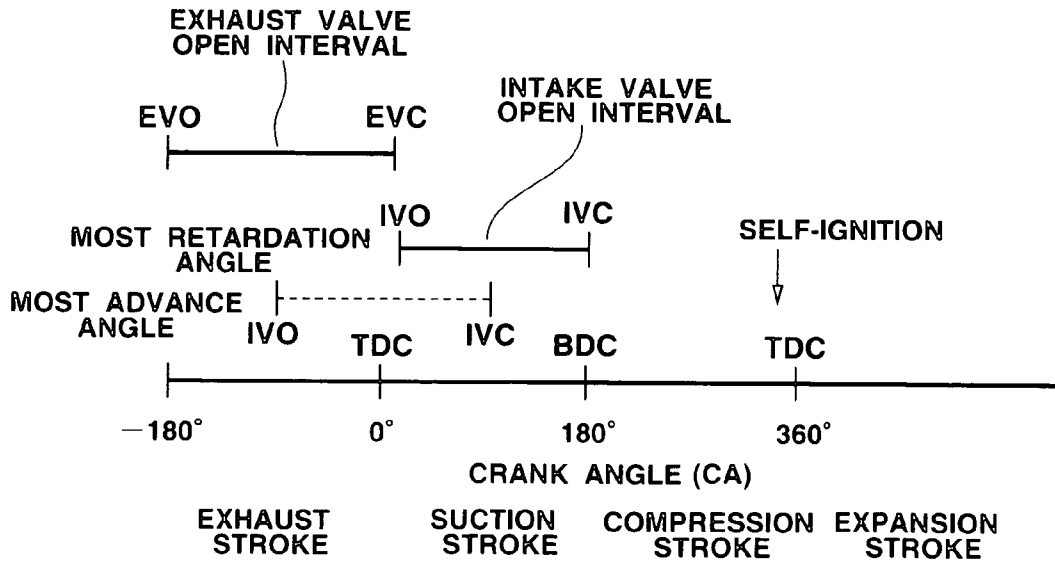 EXHAUST VALVE
OPEN INTERVAL
INTAKE VALVE
OPEN INTERVAL
EVO
EVC
IVO
IVC
MOST RETARDATION
ANGLE
SELF-IGNITION
MOST ADVANCE
ANGLE
IVO
IVC
TDC
BDC
TDC
−180°
0°
180°
360°
CRANK ANGLE (CA)
EXHAUST
STROKE
SUCTION
STROKE
COMPRESSION
STROKE
EXPANSION
STROKE